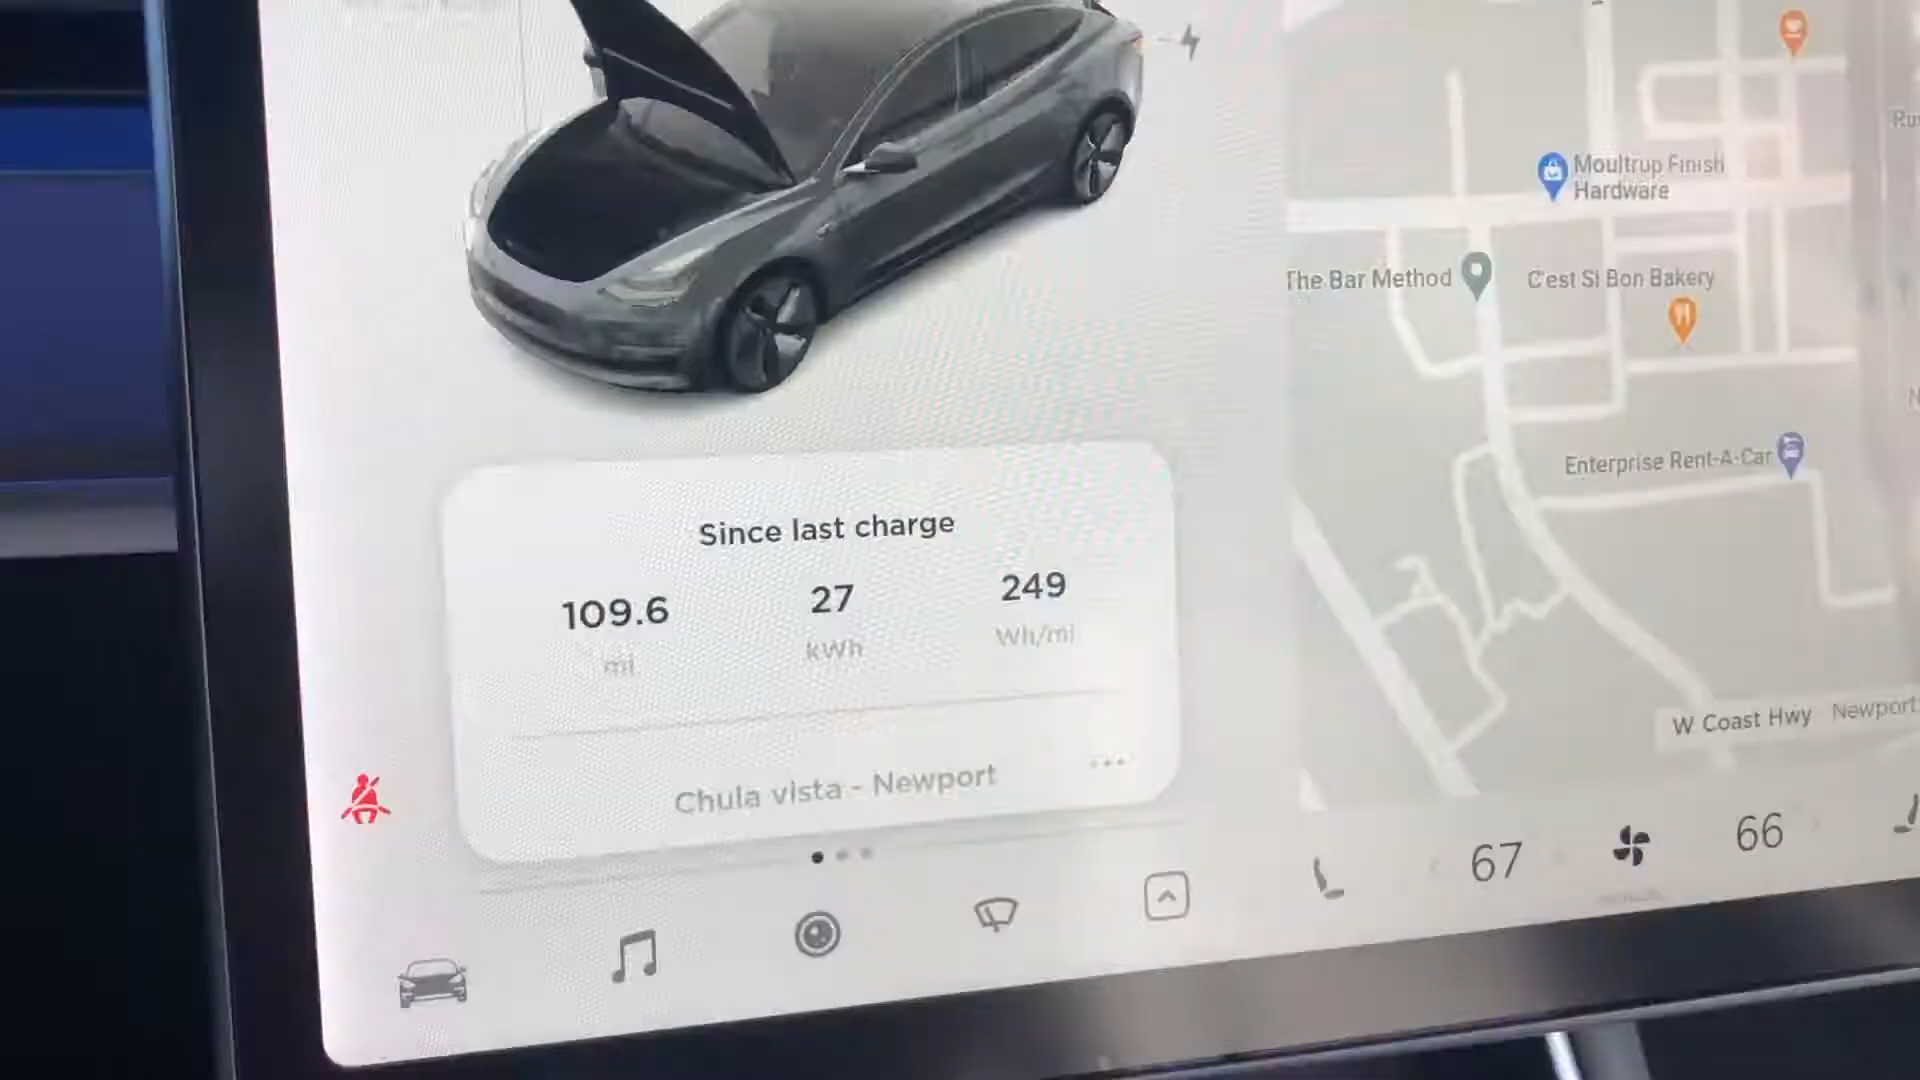 Moultrup Finish
Hardware
The Bar Method
C'est Si Bon Bakery
Enterprise Rent-A-Car
W Coast Hwy
Newport
Since last charge
109.6 27 249
mi kWh Wh/mi
Chula vista - Newport
67 66